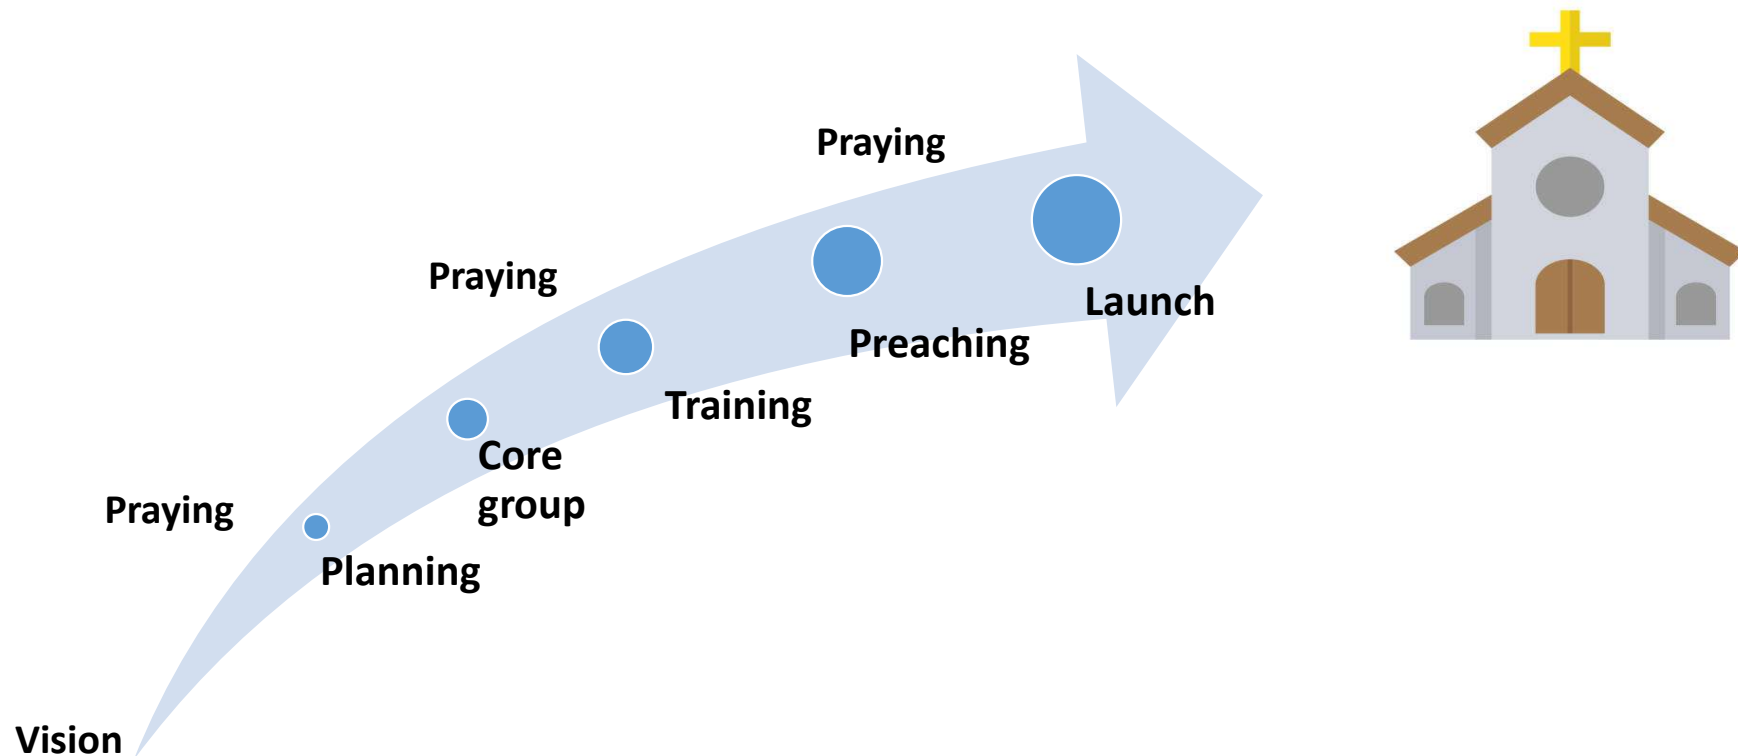 Praying
Praying
Launch
Preaching
Training
Core
group
Praying
Planning
Vision